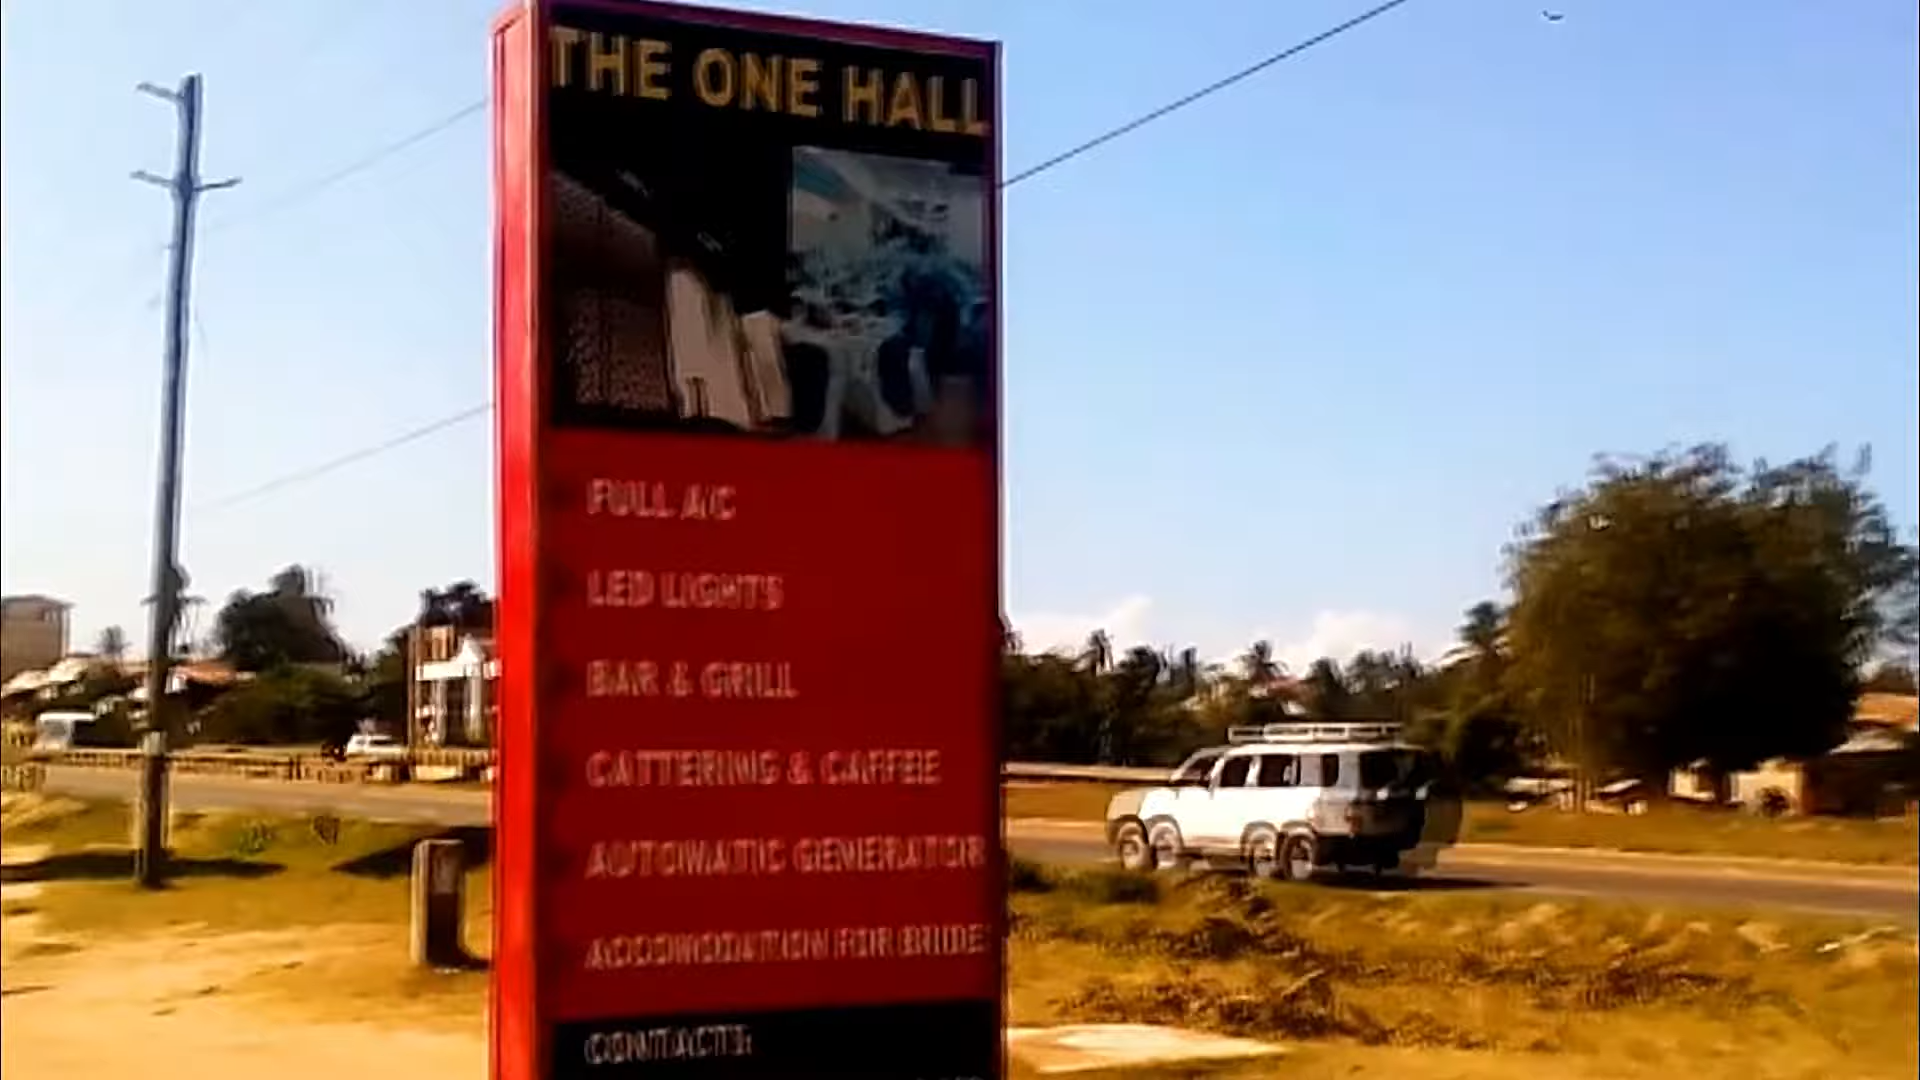 THE ONE HALL
FULL A/C
LED LIGHTS
BAR & GRILL
CATTERING & CAFFEE
AUTOMATIC GENERATOR
ACCOMODATION FOR BRIDE
CONTACTS: